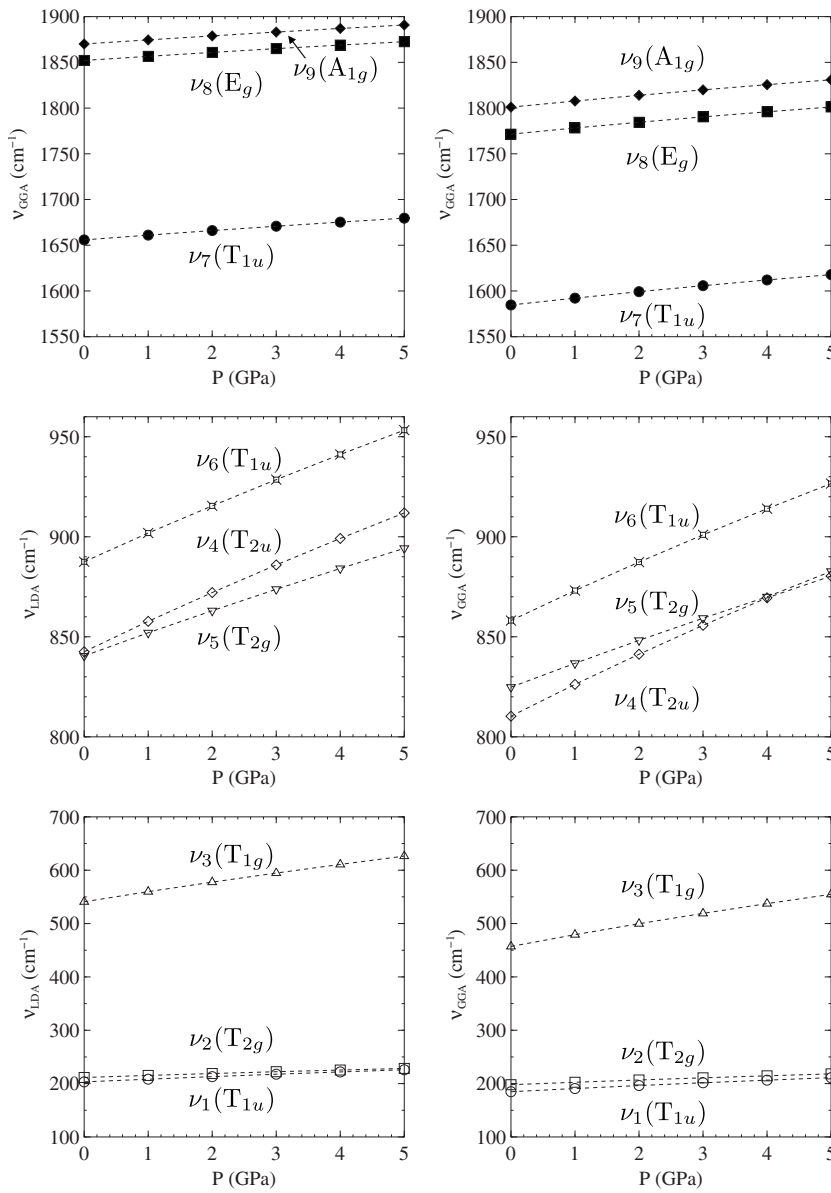 1900
1850
1800
1750
1700
1650
1600
1550
ν_GGA (cm⁻¹)
ν₉(A₁g)
ν₈(E_g)
ν₇(T₁u)
0 1 2 3 4 5
P (GPa)
1900
1850
1800
1750
1700
1650
1600
1550
ν_GGA (cm⁻¹)
ν₉(A₁g)
ν₈(E_g)
ν₇(T₁u)
0 1 2 3 4 5
P (GPa)
950
900
850
800
ν_LDA (cm⁻¹)
ν₆(T₁u)
ν₄(T₂u)
ν₅(T₂g)
0 1 2 3 4 5
P (GPa)
950
900
850
800
ν_GGA (cm⁻¹)
ν₆(T₁u)
ν₅(T₂g)
ν₄(T₂u)
0 1 2 3 4 5
P (GPa)
700
600
500
400
300
200
100
ν_LDA (cm⁻¹)
ν₃(T₁g)
ν₂(T₂g)
ν₁(T₁u)
0 1 2 3 4 5
P (GPa)
700
600
500
400
300
200
100
ν_GGA (cm⁻¹)
ν₃(T₁g)
ν₂(T₂g)
ν₁(T₁u)
0 1 2 3 4 5
P (GPa)